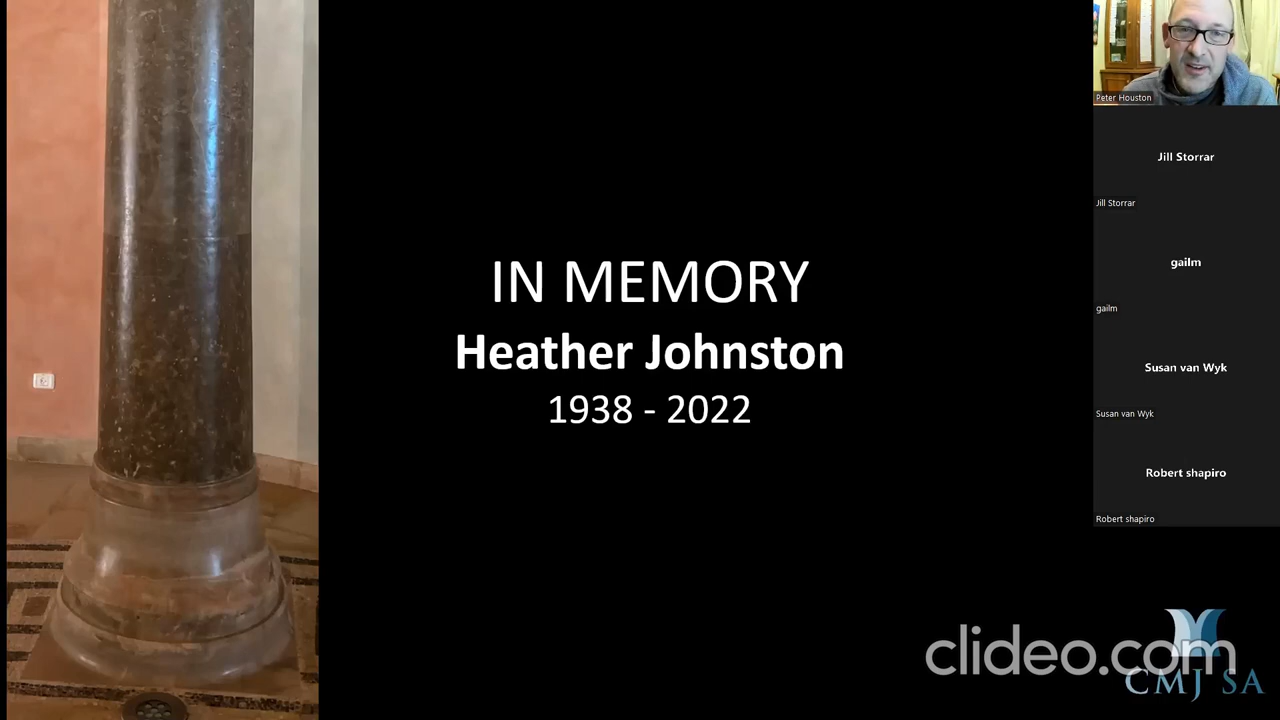 IN MEMORY
Heather Johnston
1938 - 2022
Peter Houston
Jill Storrar
Jill Storrar
gailm
gailm
Susan van Wyk
Susan van Wyk
Robert shapiro
Robert shapiro
clideo.com
CMJ SA